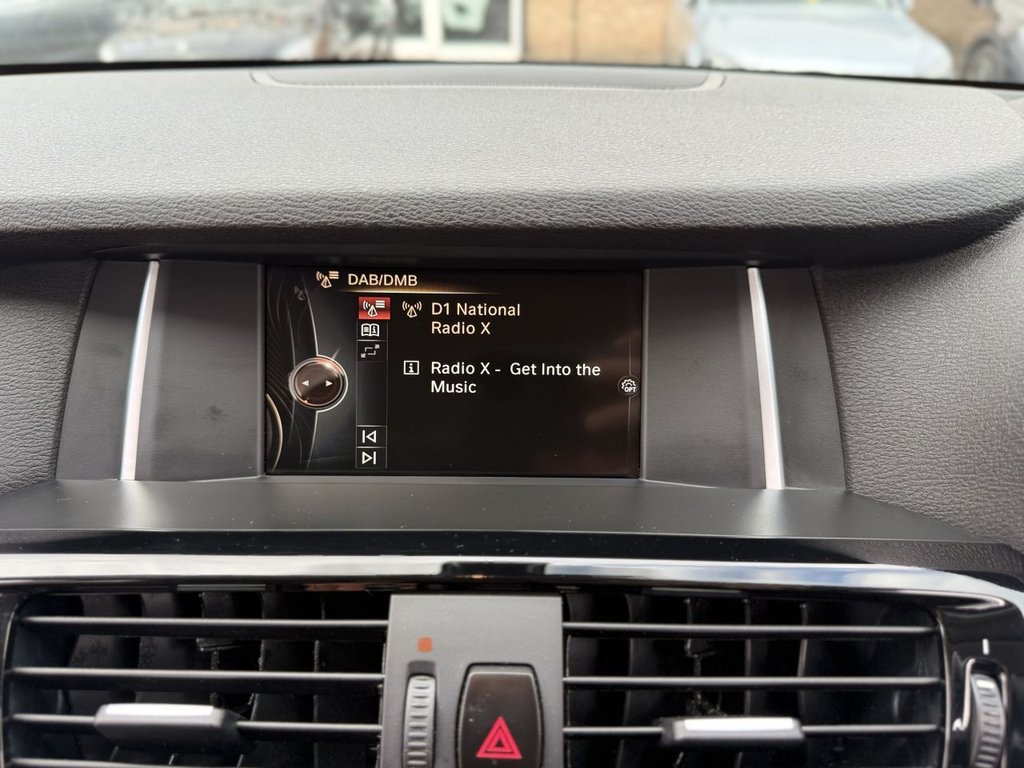 DAB/DMB
D1 National
Radio X
Radio X - Get Into the
Music
OPT